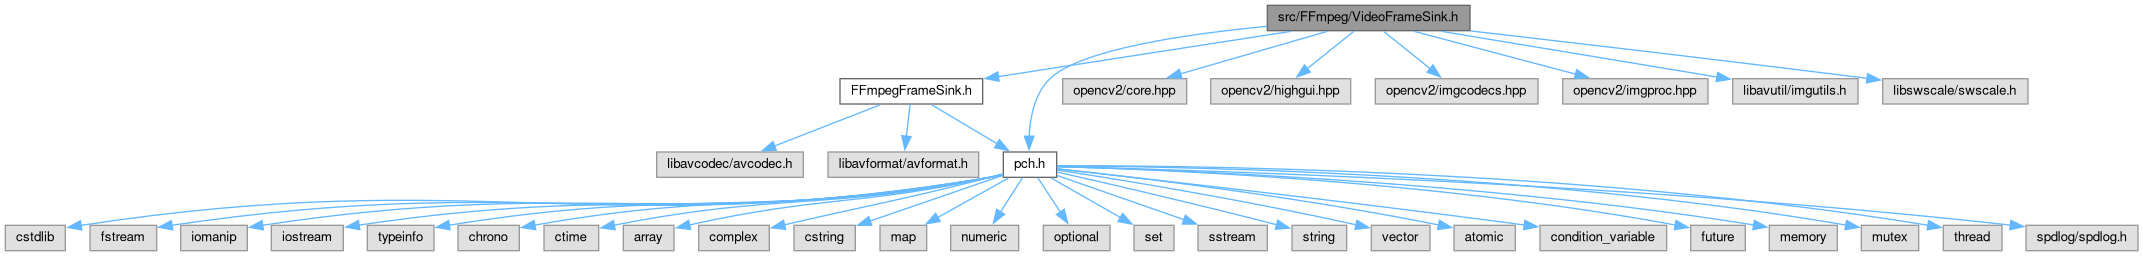 src/FFmpeg/VideoFrameSink.h
FFmpegFrameSink.h
opencv2/core.hpp
opencv2/highgui.hpp
opencv2/imgcodecs.hpp
opencv2/imgproc.hpp
libavutil/imgutils.h
libswscale/swscale.h
libavcodec/avcodec.h
libavformat/avformat.h
pch.h
cstdlib
fstream
iomanip
iostream
typeinfo
chrono
ctime
array
complex
cstring
map
numeric
optional
set
sstream
string
vector
atomic
condition_variable
future
memory
mutex
thread
spdlog/spdlog.h